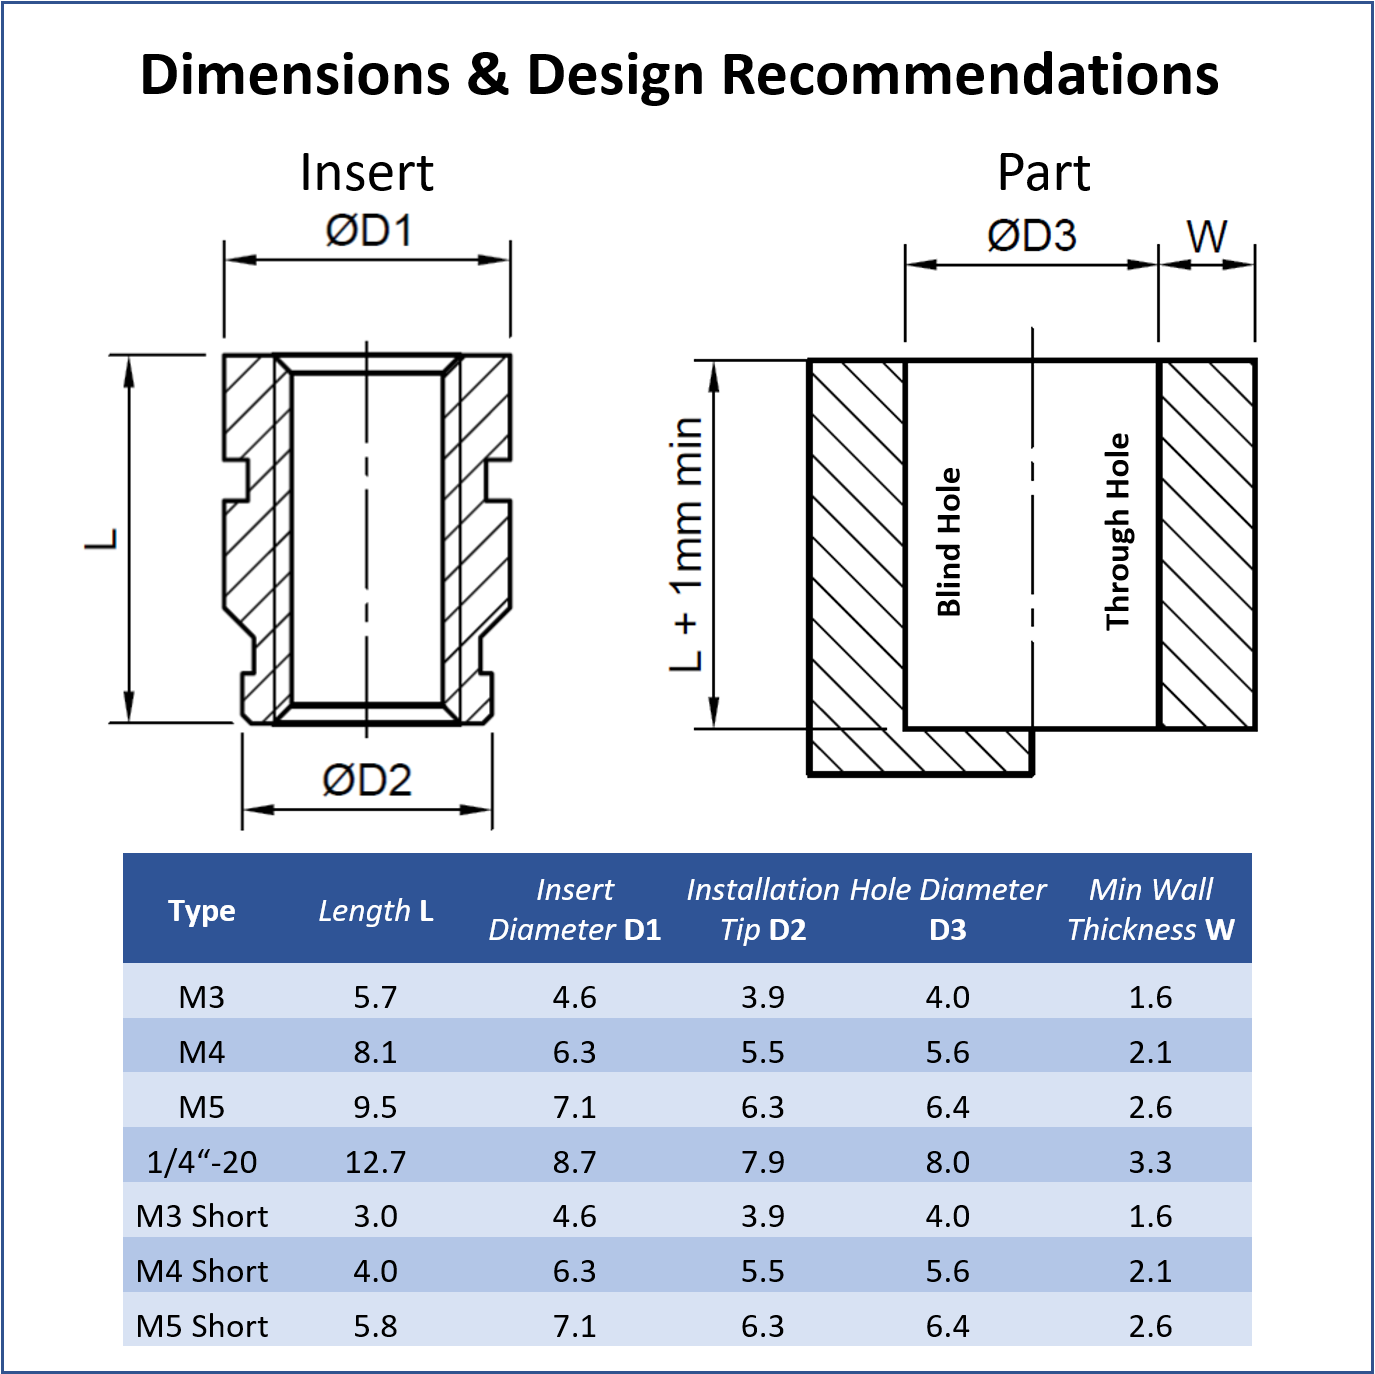 Dimensions & Design Recommendations
Insert
Part
ØD1
ØD3
W
L
L + 1mm min
Blind Hole
Through Hole
ØD2
Type
Length L
Insert
Diameter D1
Installation
Tip D2
Hole Diameter
D3
Min Wall
Thickness W
M3 5.7 4.6 3.9 4.0 1.6
M4 8.1 6.3 5.5 5.6 2.1
M5 9.5 7.1 6.3 6.4 2.6
1/4“-20 12.7 8.7 7.9 8.0 3.3
M3 Short 3.0 4.6 3.9 4.0 1.6
M4 Short 4.0 6.3 5.5 5.6 2.1
M5 Short 5.8 7.1 6.3 6.4 2.6